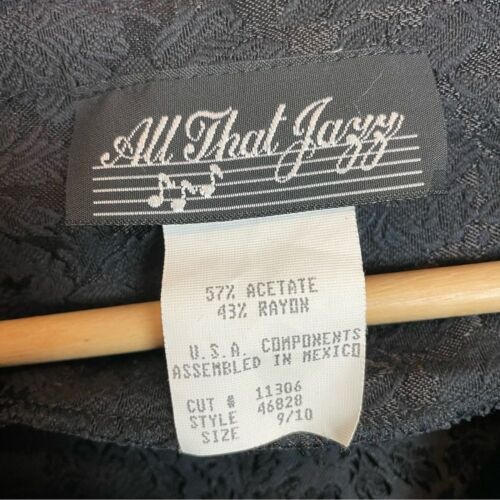 All That Jazz
57% ACETATE
43% RAYON
U.S.A. COMPONENTS
ASSEMBLED IN MEXICO
CUT # 11306
STYLE 46828
SIZE 9/10